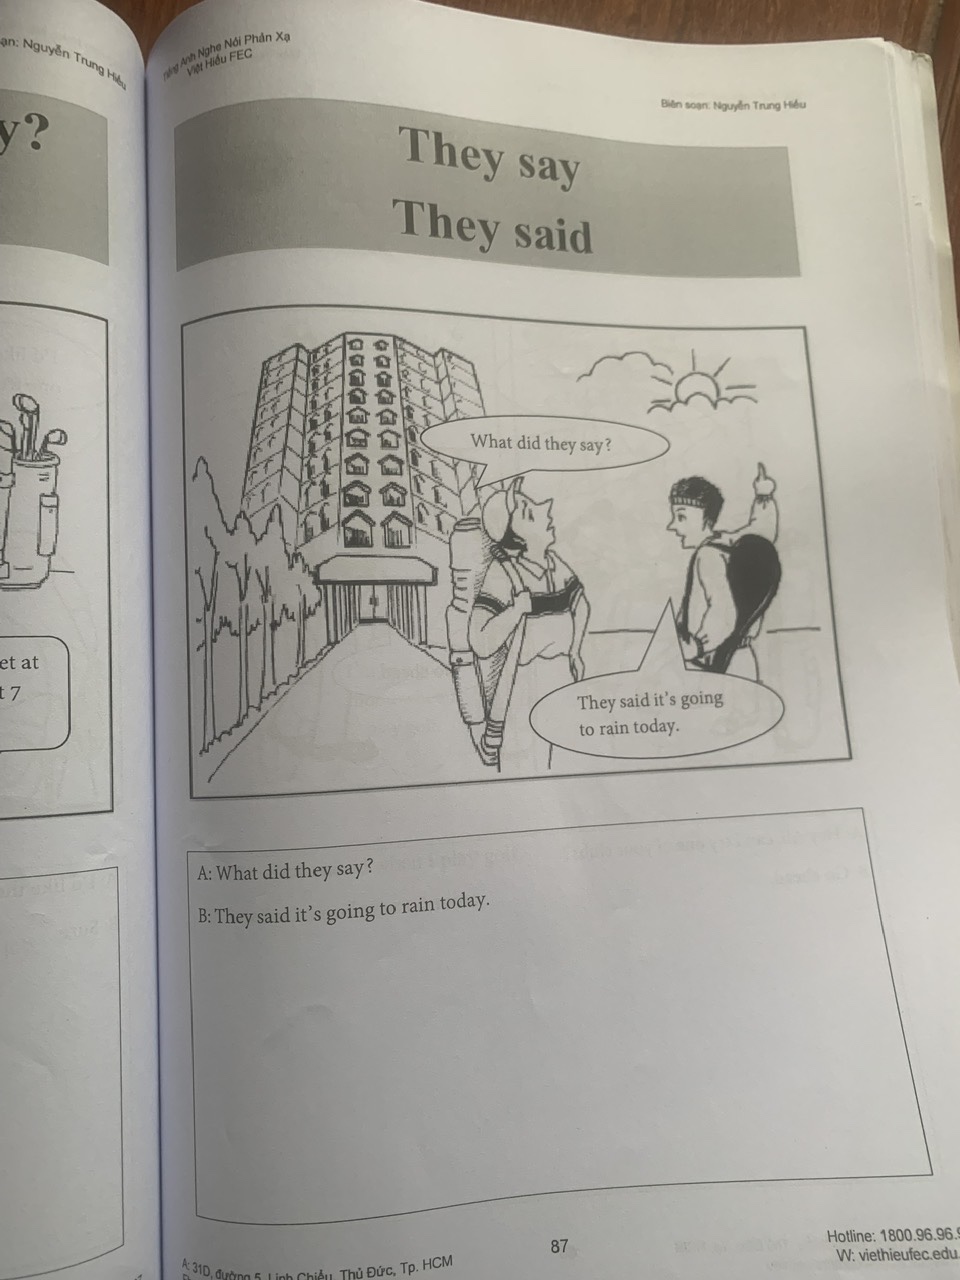 ạn: Nguyễn Trung Hiếu
y?
et at
t 7
Tiếng Anh Nghe Nói Phản Xạ
Việt Hiếu FEC
Biên soạn: Nguyễn Trung Hiếu
They say
They said
What did they say?
They said it's going
to rain today.
A: What did they say?
B: They said it's going to rain today.
87
A: 31D, đường 5, Linh Chiểu, Thủ Đức, Tp. HCM
Hotline: 1800.96.96.
W: viethieufec.edu.